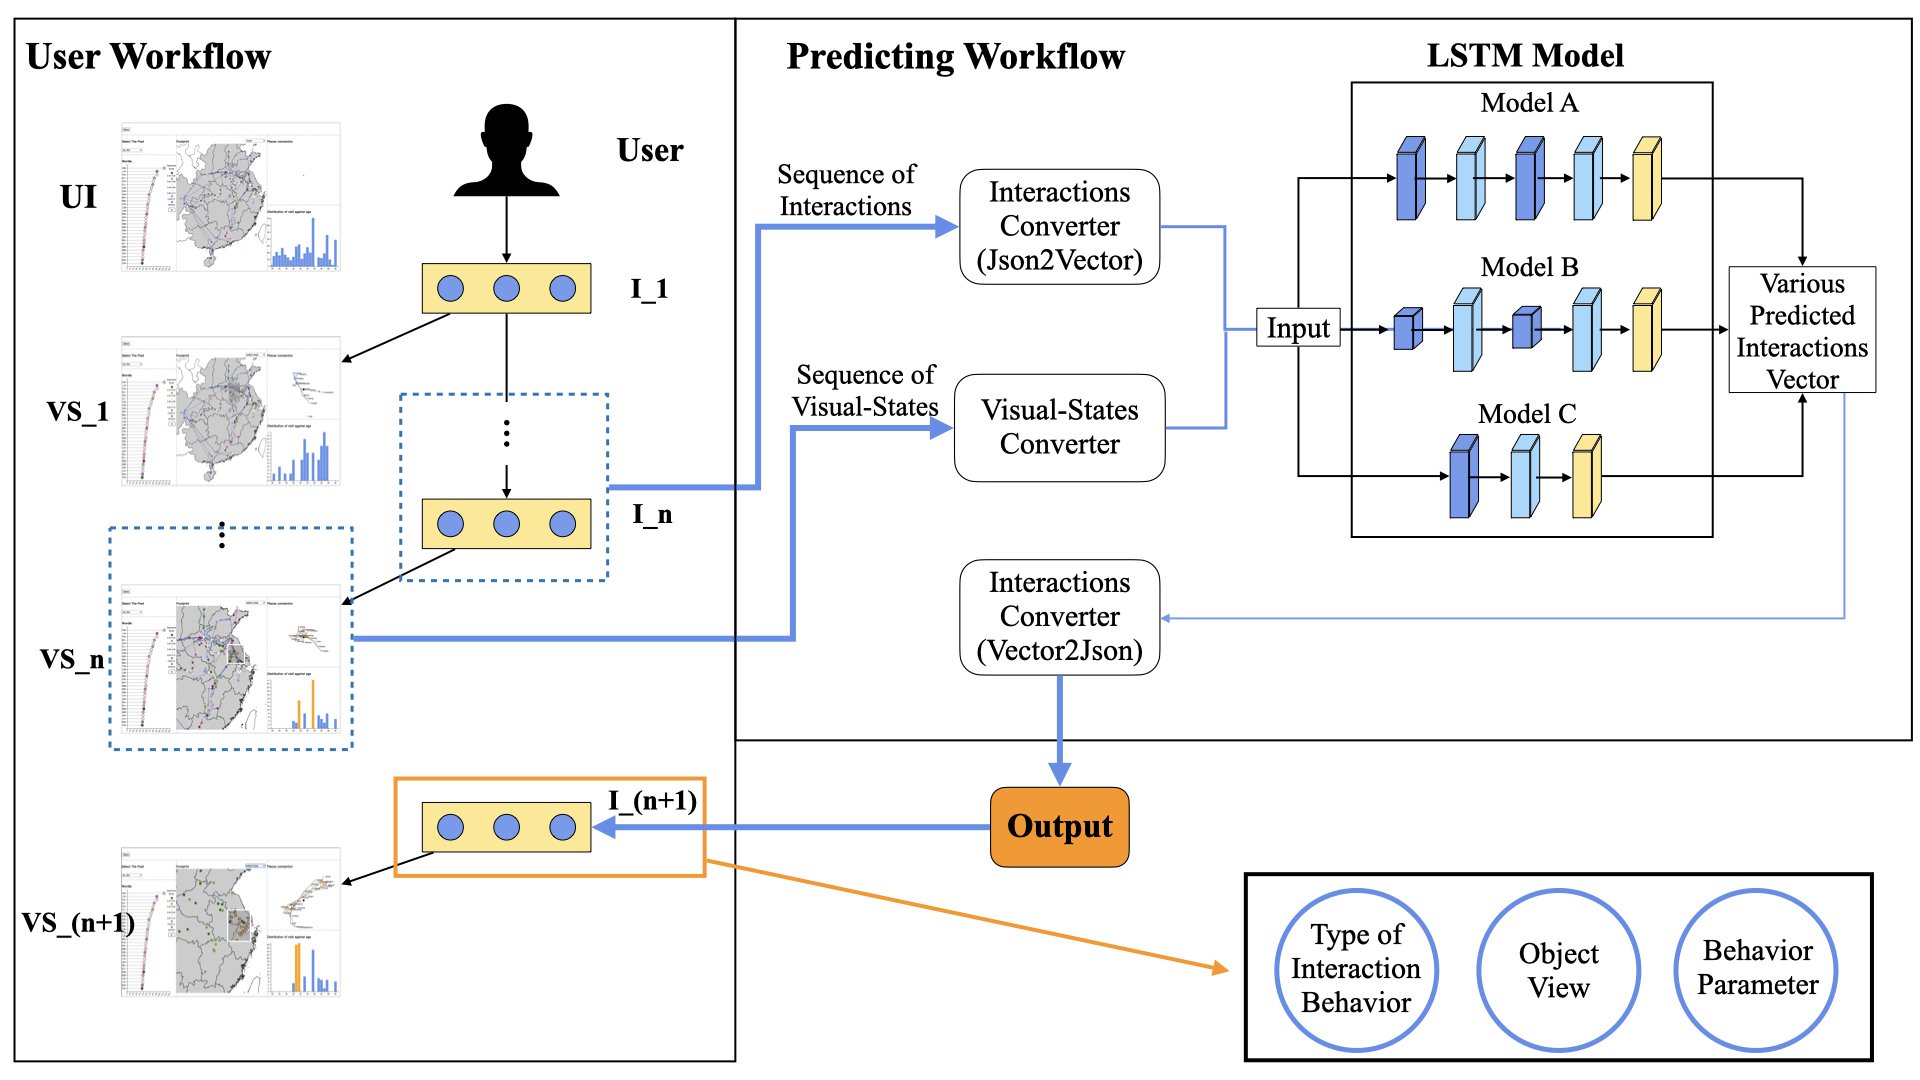 User Workflow
UI
User
I_1
VS_1
I_n
VS_n
I_(n+1)
VS_(n+1)
Predicting Workflow
Sequence of
Interactions
Interactions
Converter
(Json2Vector)
Sequence of
Visual-States
Visual-States
Converter
Input
LSTM Model
Model A
Model B
Model C
Various
Predicted
Interactions
Vector
Interactions
Converter
(Vector2Json)
Output
Type of
Interaction
Behavior
Object
View
Behavior
Parameter